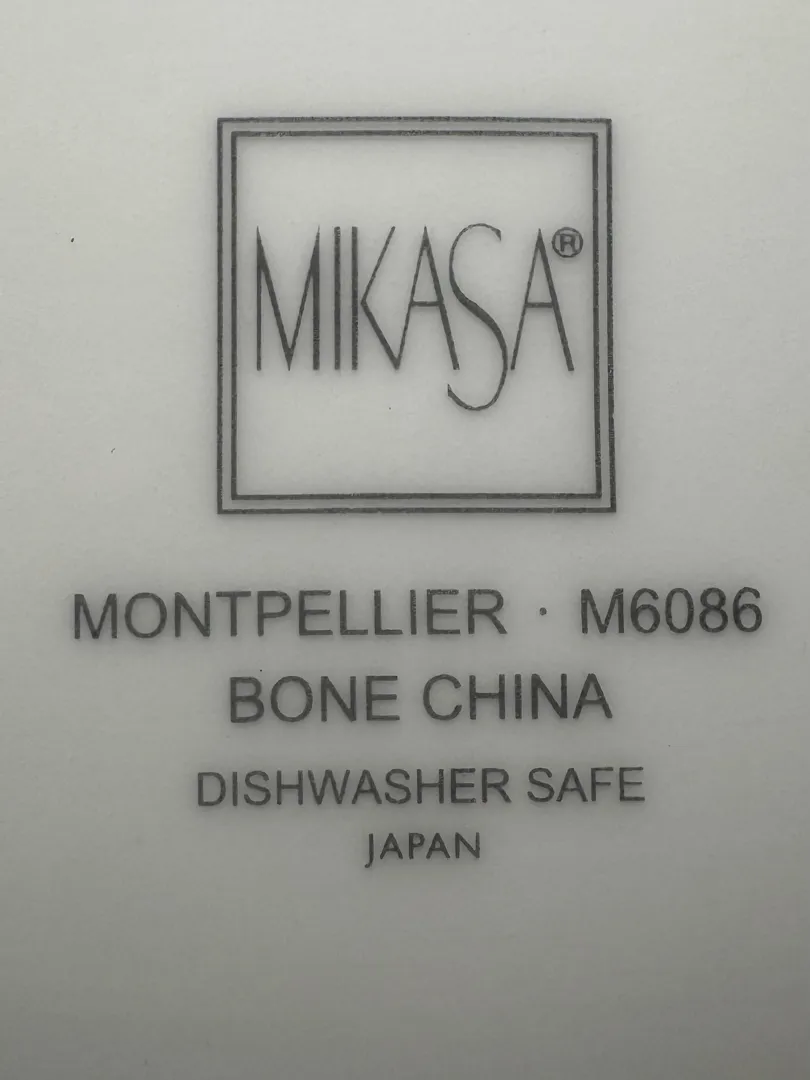 MIKASA®
MONTPELLIER · M6086
BONE CHINA
DISHWASHER SAFE
JAPAN